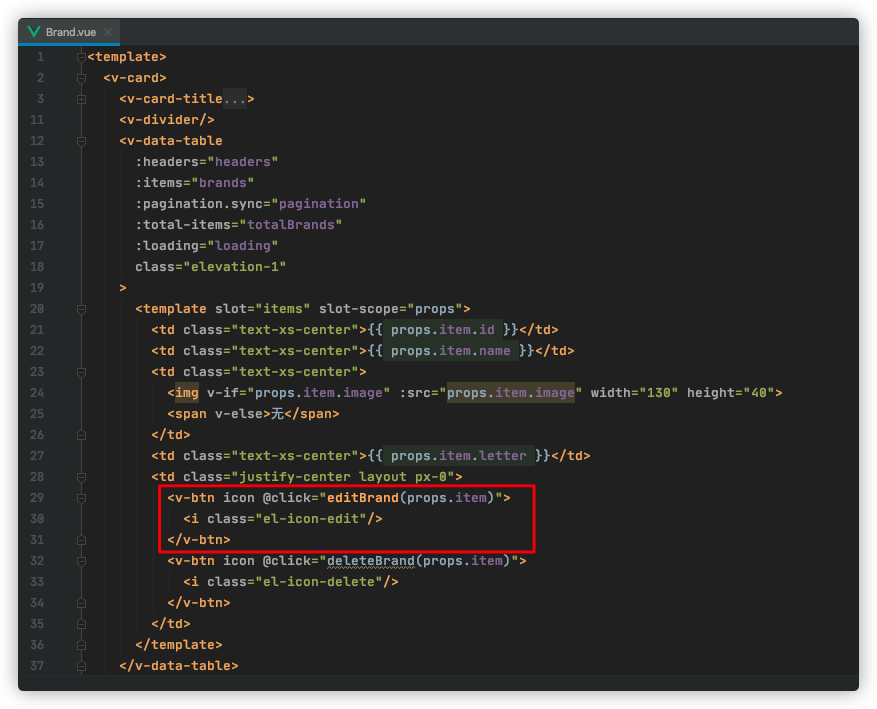 Brand.vue
1 <template>
2 <v-card>
3 <v-card-title...>
11 <v-divider/>
12 <v-data-table
13 :headers="headers"
14 :items="brands"
15 :pagination.sync="pagination"
16 :total-items="totalBrands"
17 :loading="loading"
18 class="elevation-1"
19 >
20 <template slot="items" slot-scope="props">
21 <td class="text-xs-center">{{ props.item.id }}</td>
22 <td class="text-xs-center">{{ props.item.name }}</td>
23 <td class="text-xs-center">
24 <img v-if="props.item.image" :src="props.item.image" width="130" height="40">
25 <span v-else>无</span>
26 </td>
27 <td class="text-xs-center">{{ props.item.letter }}</td>
28 <td class="justify-center layout px-0">
29 <v-btn icon @click="editBrand(props.item)">
30 <i class="el-icon-edit"/>
31 </v-btn>
32 <v-btn icon @click="deleteBrand(props.item)">
33 <i class="el-icon-delete"/>
34 </v-btn>
35 </td>
36 </template>
37 </v-data-table>